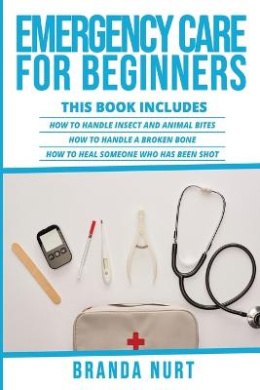 EMERGENCY CARE
FOR BEGINNERS
THIS BOOK INCLUDES
HOW TO HANDLE INSECT AND ANIMAL BITES
HOW TO HANDLE A BROKEN BONE
HOW TO HEAL SOMEONE WHO HAS BEEN SHOT
BRANDA NURT